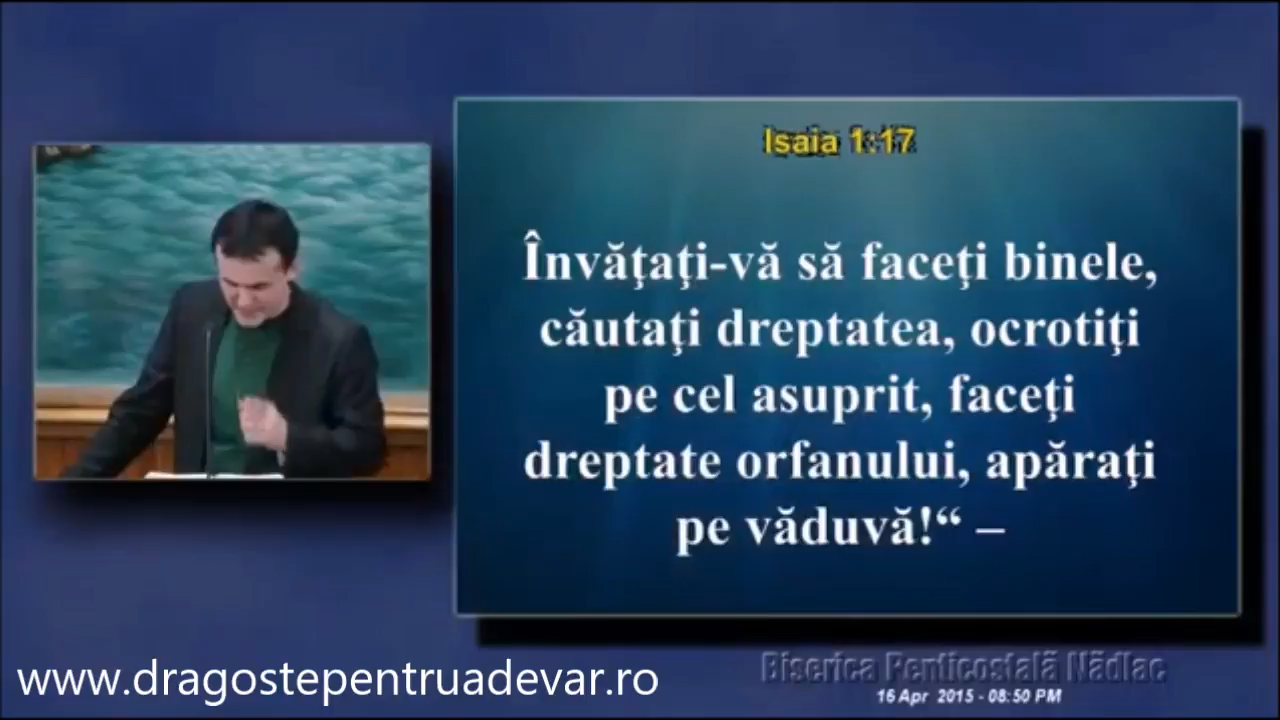 Isaia 1:17
Învăţaţi-vă să faceţi binele,
căutaţi dreptatea, ocrotiţi
pe cel asuprit, faceţi
dreptate orfanului, apăraţi
pe văduvă!“ –
www.dragostepentruadevar.ro
Biserica Penticostală Nădlac
16 Apr 2015 - 08:50 PM